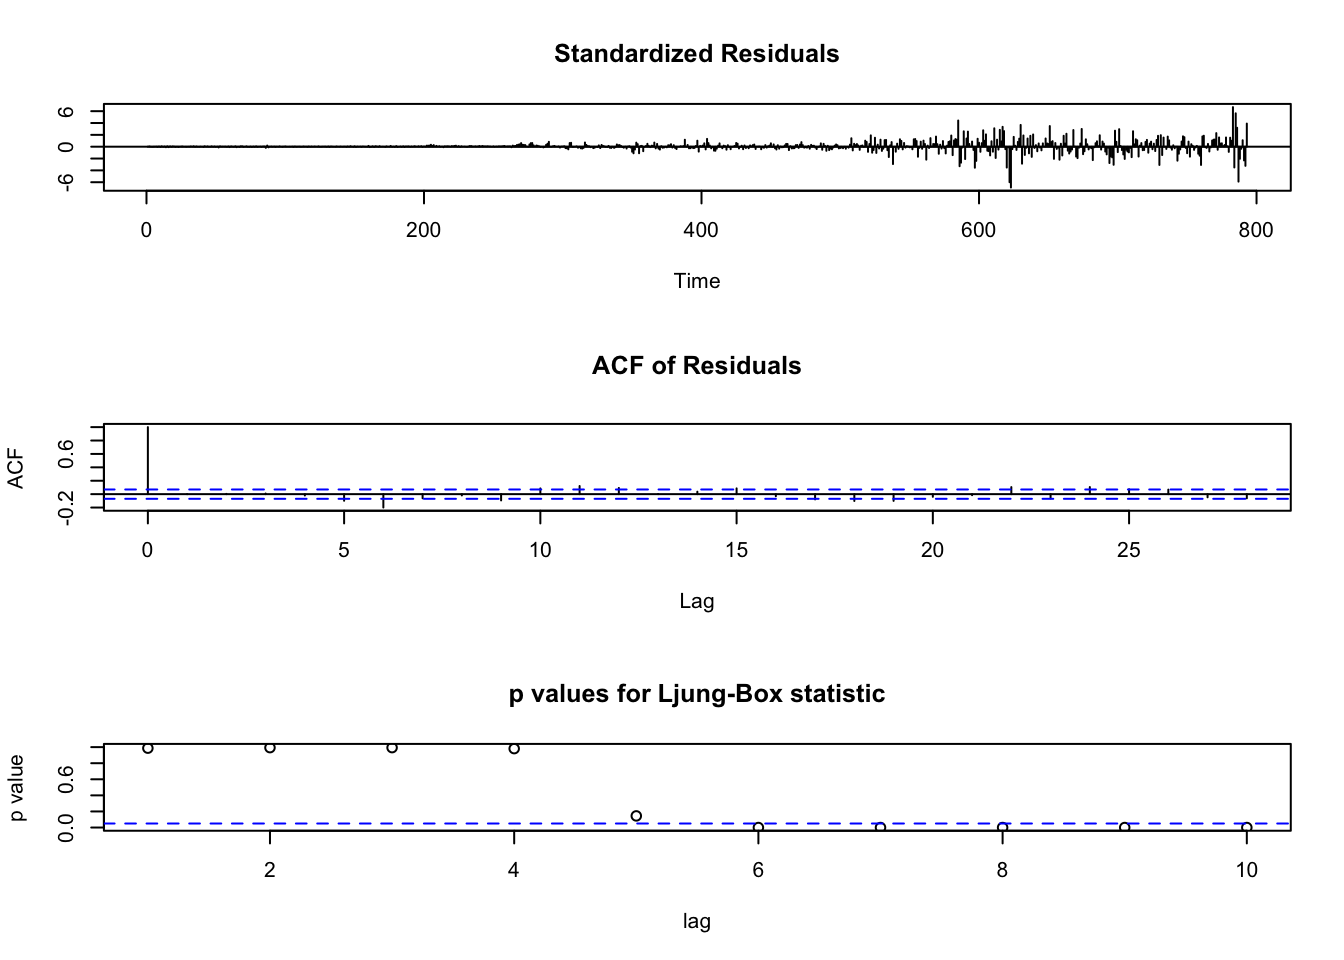 Standardized Residuals
6
0
-6
0 200 400 600 800
Time
ACF of Residuals
ACF
0.6
-0.2
0 5 10 15 20 25
Lag
p values for Ljung-Box statistic
p value
0.6
0.0
2 4 6 8 10
lag